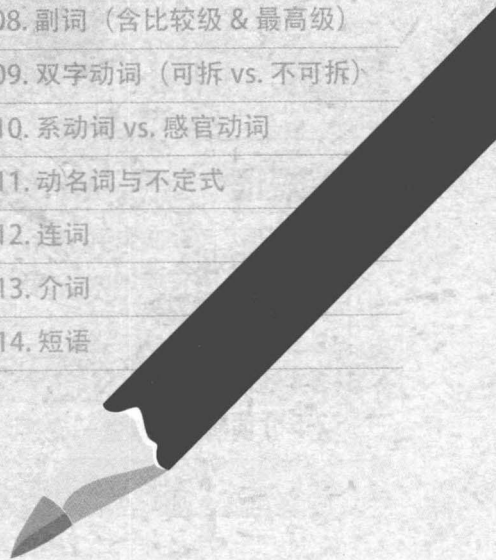 08. 副词（含比较级 & 最高级）
09. 双字动词（可拆 vs. 不可拆）
10. 系动词 vs. 感官动词
11. 动名词与不定式
12. 连词
13. 介词
14. 短语